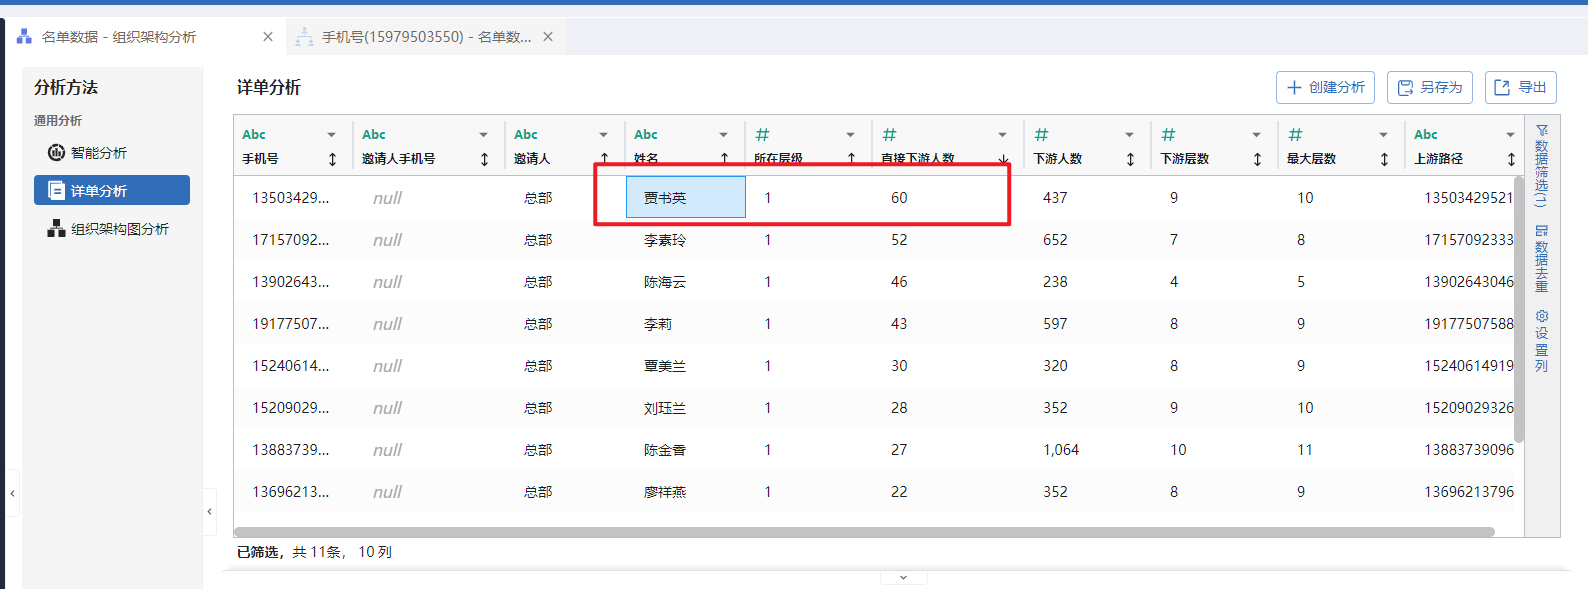 名单数据 - 组织架构分析
手机号(15979503550) - 名单数...
分析方法
通用分析
智能分析
详单分析
组织架构图分析
详单分析
创建分析 另存为 导出
Abc Abc Abc Abc # # # # # Abc
手机号 邀请人手机号 邀请人 姓名 所在层级 直接下游人数 下游人数 下游层数 最大层数 上游路径
13503429... null 总部 贾书英 1 60 437 9 10 13503429521
17157092... null 总部 李素玲 1 52 652 7 8 17157092333
13902643... null 总部 陈海云 1 46 238 4 5 13902643046
19177507... null 总部 李莉 1 43 597 8 9 19177507588
15240614... null 总部 覃美兰 1 30 320 8 9 15240614919
15209029... null 总部 刘珏兰 1 28 352 9 10 15209029326
13883739... null 总部 陈金香 1 27 1,064 10 11 13883739096
13696213... null 总部 廖祥燕 1 22 352 8 9 13696213796
数据筛选(1)
数据去重
设置列
已筛选，共 11条， 10 列